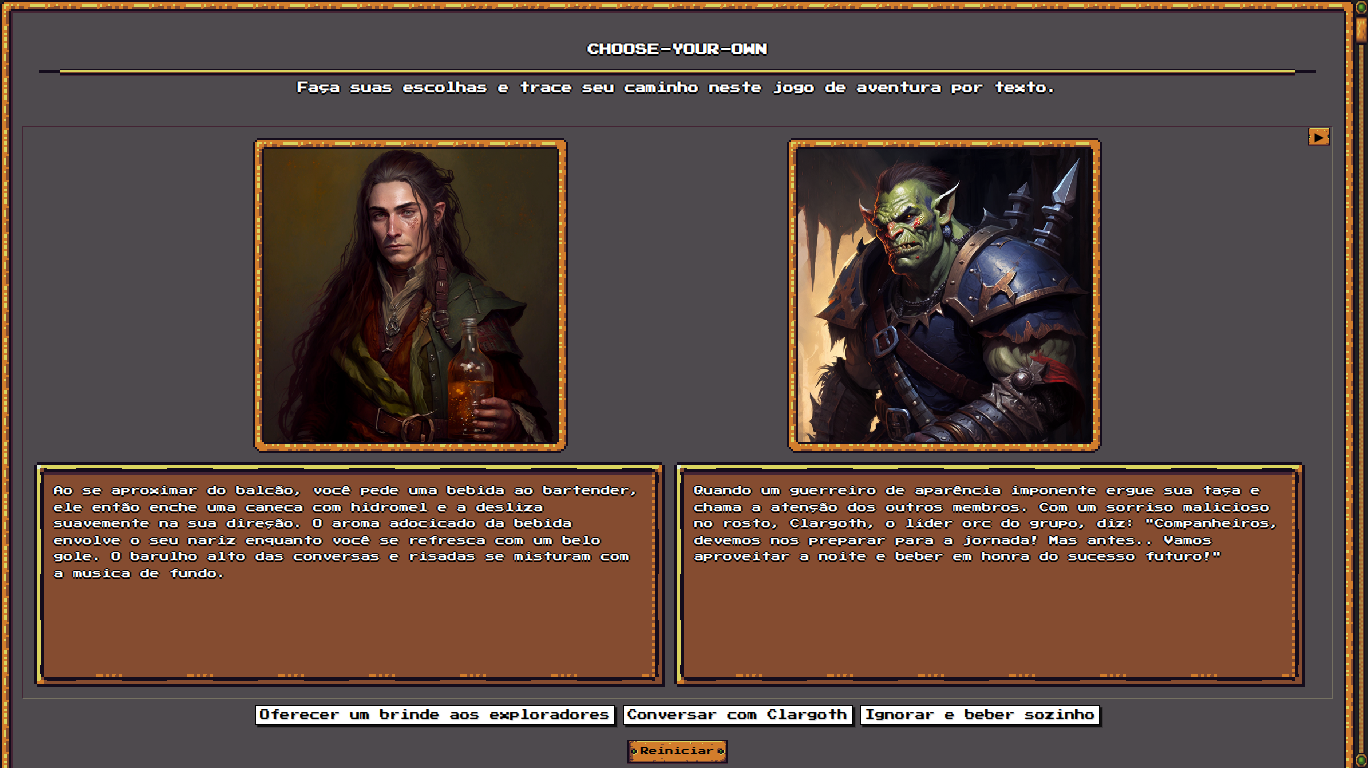 CHOOSE-YOUR-OWN
Faça suas escolhas e trace seu caminho neste jogo de aventura por texto.
Ao se aproximar do balcão, você pede uma bebida ao bartender,
ele então enche uma caneca com hidromel e a desliza
suavemente na sua direção. O aroma adocicado da bebida
envolve o seu nariz enquanto você se refresca com um belo
gole. O barulho alto das conversas e risadas se misturam com
a musica de fundo.
Quando um guerreiro de aparência imponente ergue sua taça e
chama a atenção dos outros membros. Com um sorriso malicioso
no rosto, Clargoth, o líder orc do grupo, diz: "Companheiros,
devemos nos preparar para a jornada! Mas antes.. Vamos
aproveitar a noite e beber em honra do sucesso futuro!"
Oferecer um brinde aos exploradores
Conversar com Clargoth
Ignorar e beber sozinho
Reiniciar